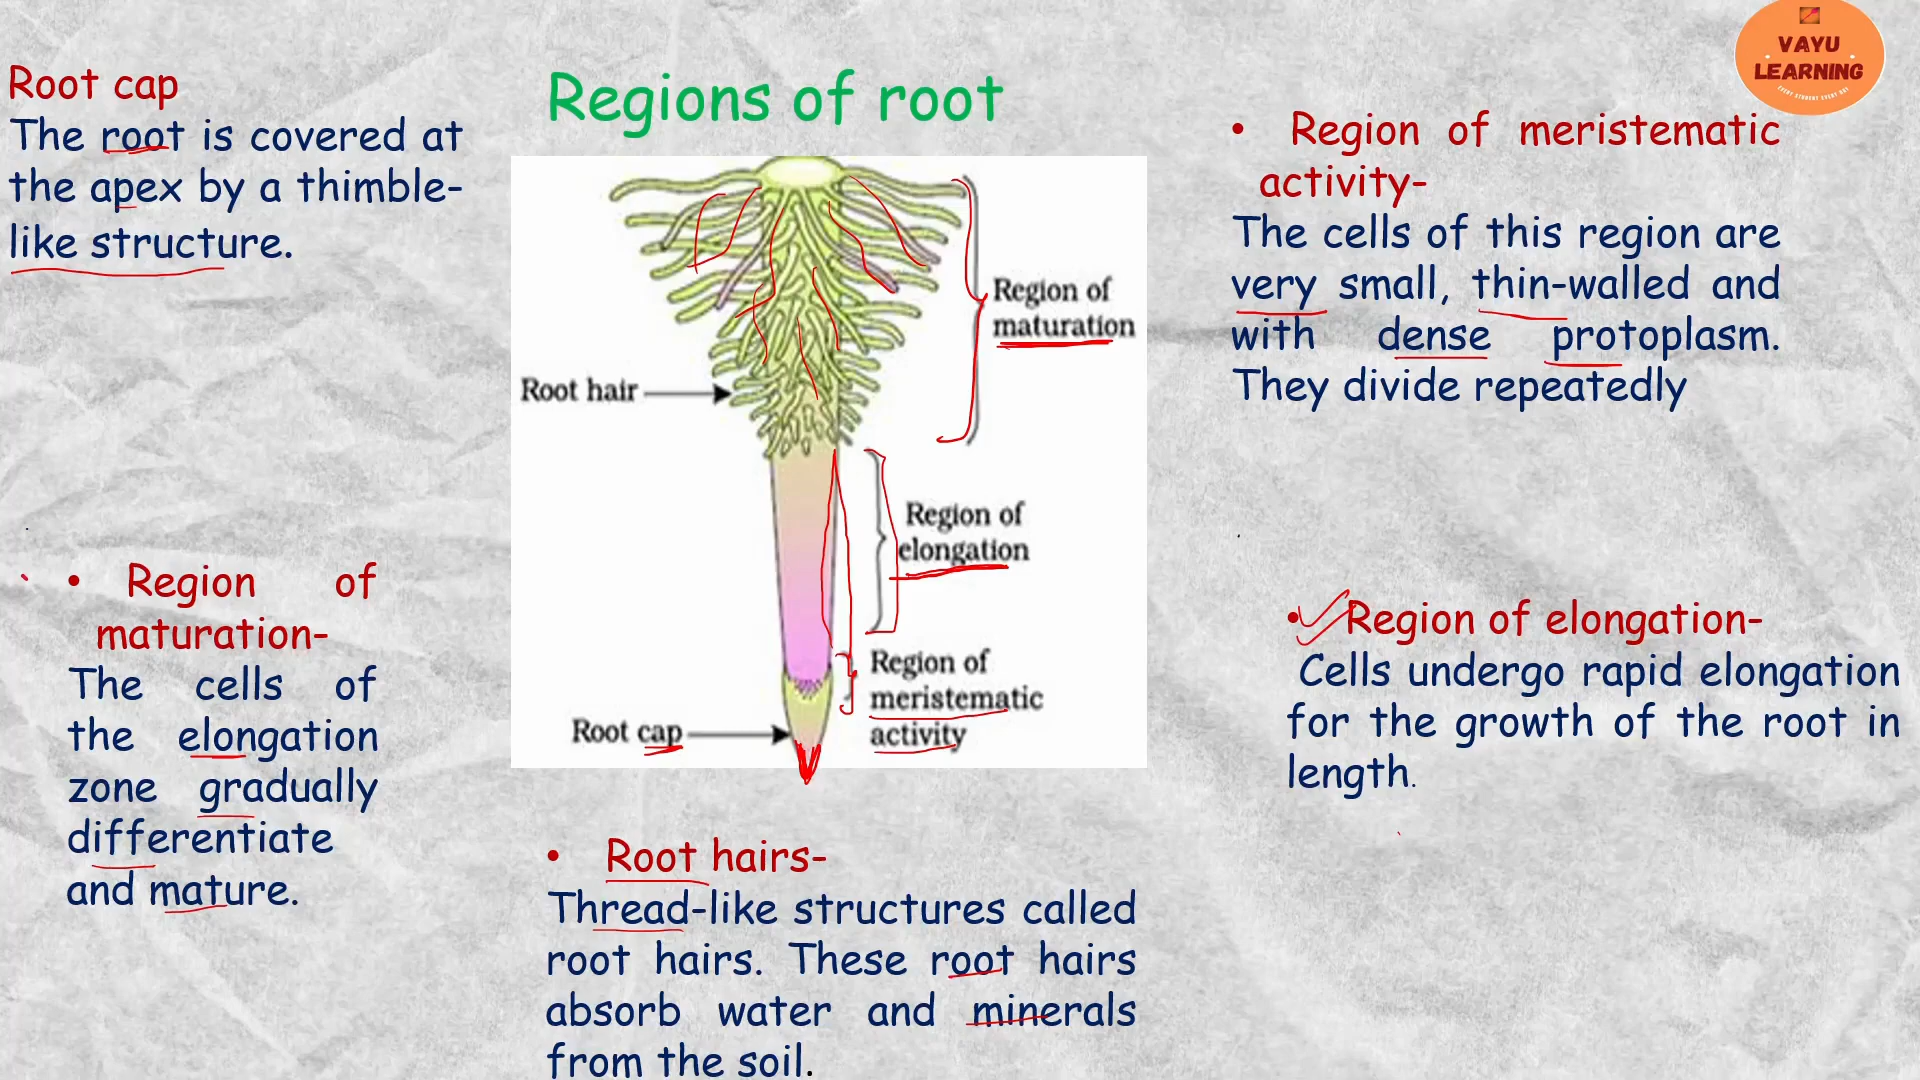 Root cap
The root is covered at
the apex by a thimble-
like structure.
Regions of root
VAYU
LEARNING
EVERY STUDENT EVERY DAY
• Region of meristematic
activity-
The cells of this region are
very small, thin-walled and
with dense protoplasm.
They divide repeatedly
Region of
maturation
Root hair
Region of
elongation
Region of
meristematic
activity
Root cap
• Region of
maturation-
The cells of
the elongation
zone gradually
differentiate
and mature.
• Region of elongation-
Cells undergo rapid elongation
for the growth of the root in
length.
• Root hairs-
Thread-like structures called
root hairs. These root hairs
absorb water and minerals
from the soil.